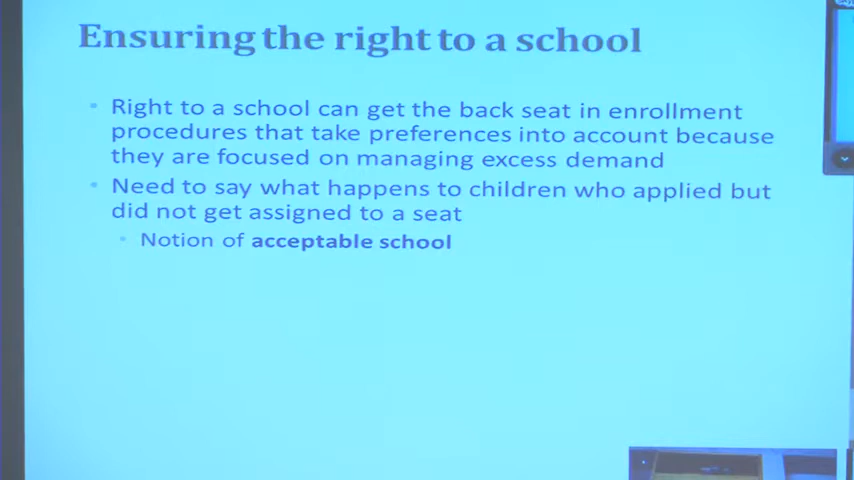 Ensuring the right to a school
• Right to a school can get the back seat in enrollment
procedures that take preferences into account because
they are focused on managing excess demand
• Need to say what happens to children who applied but
did not get assigned to a seat
• Notion of acceptable school